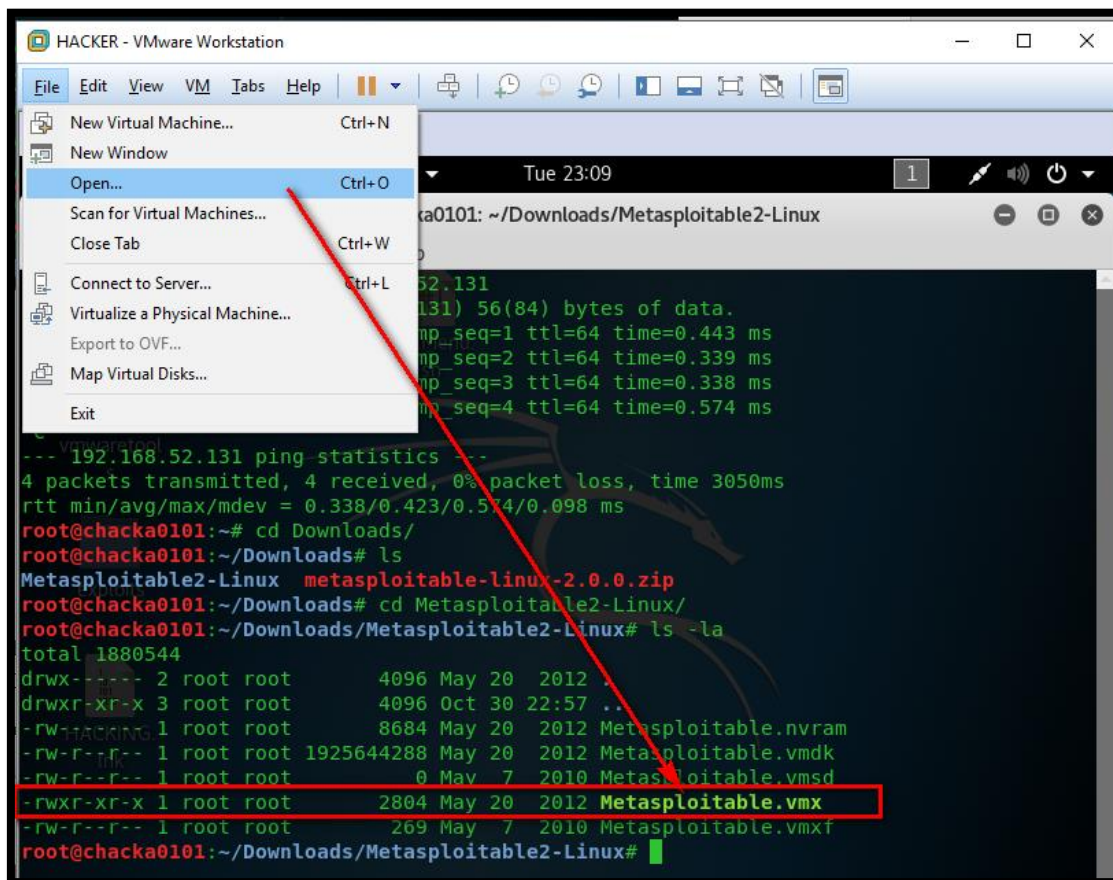 HACKER - VMware Workstation
File Edit View VM Tabs Help
New Virtual Machine... Ctrl+N
New Window
Open... Ctrl+O
Scan for Virtual Machines...
Close Tab Ctrl+W
Connect to Server... Ctrl+L
Virtualize a Physical Machine...
Export to OVF...
Map Virtual Disks...
Exit
Tue 23:09 1
ka0101: ~/Downloads/Metasploitable2-Linux
52.131
131) 56(84) bytes of data.
mp_seq=1 ttl=64 time=0.443 ms
mp_seq=2 ttl=64 time=0.339 ms
mp_seq=3 ttl=64 time=0.338 ms
mp_seq=4 ttl=64 time=0.574 ms
vmwaretool
--- 192.168.52.131 ping statistics ---
4 packets transmitted, 4 received, 0% packet loss, time 3050ms
rtt min/avg/max/mdev = 0.338/0.423/0.574/0.098 ms
root@chacka0101:~# cd Downloads/
root@chacka0101:~/Downloads# ls
Metasploitable2-Linux metasploitable-linux-2.0.0.zip
exploits
root@chacka0101:~/Downloads# cd Metasploitable2-Linux/
root@chacka0101:~/Downloads/Metasploitable2-Linux# ls -la
total 1880544
drwx------ 2 root root 4096 May 20 2012 .
drwxr-xr-x 3 root root 4096 Oct 30 22:57 ..
-rw------- 1 root root 8684 May 20 2012 Metasploitable.nvram
HACKING.
lnk
-rw-r--r-- 1 root root 1925644288 May 20 2012 Metasploitable.vmdk
-rw-r--r-- 1 root root 0 May 7 2010 Metasploitable.vmsd
-rwxr-xr-x 1 root root 2804 May 20 2012 Metasploitable.vmx
-rw-r--r-- 1 root root 269 May 7 2010 Metasploitable.vmxf
root@chacka0101:~/Downloads/Metasploitable2-Linux#